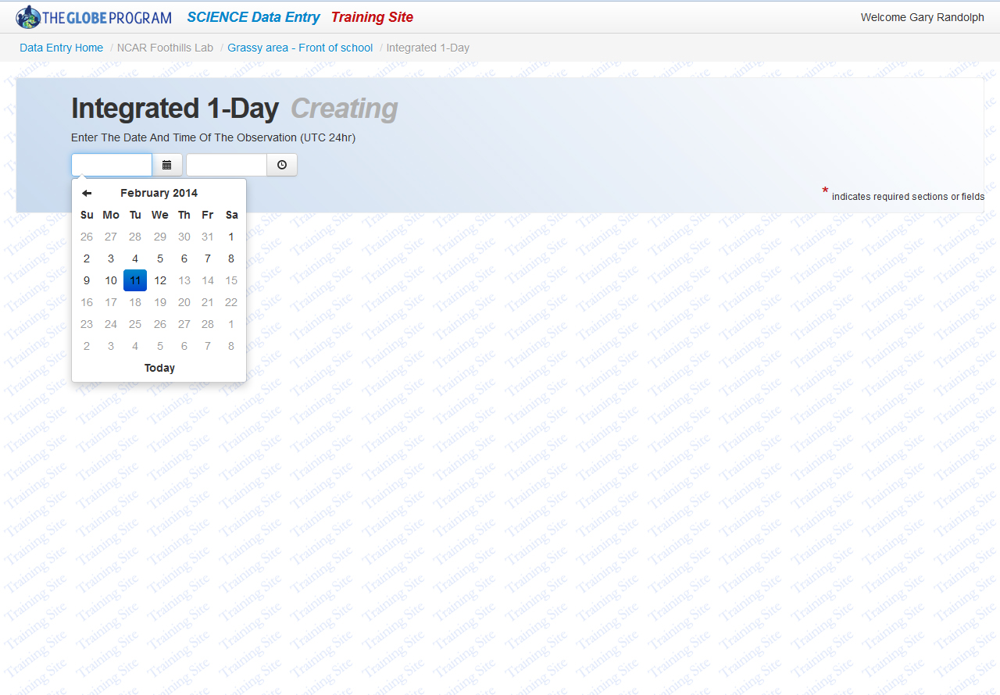 THE GLOBE PROGRAM SCIENCE Data Entry Training Site Welcome Gary Randolph
Data Entry Home / NCAR Foothills Lab / Grassy area - Front of school / Integrated 1-Day
Integrated 1-Day Creating
Enter The Date And Time Of The Observation (UTC 24hr)
* indicates required sections or fields
February 2014
Su Mo Tu We Th Fr Sa
26 27 28 29 30 31 1
2 3 4 5 6 7 8
9 10 11 12 13 14 15
16 17 18 19 20 21 22
23 24 25 26 27 28 1
2 3 4 5 6 7 8
Today
Training Site